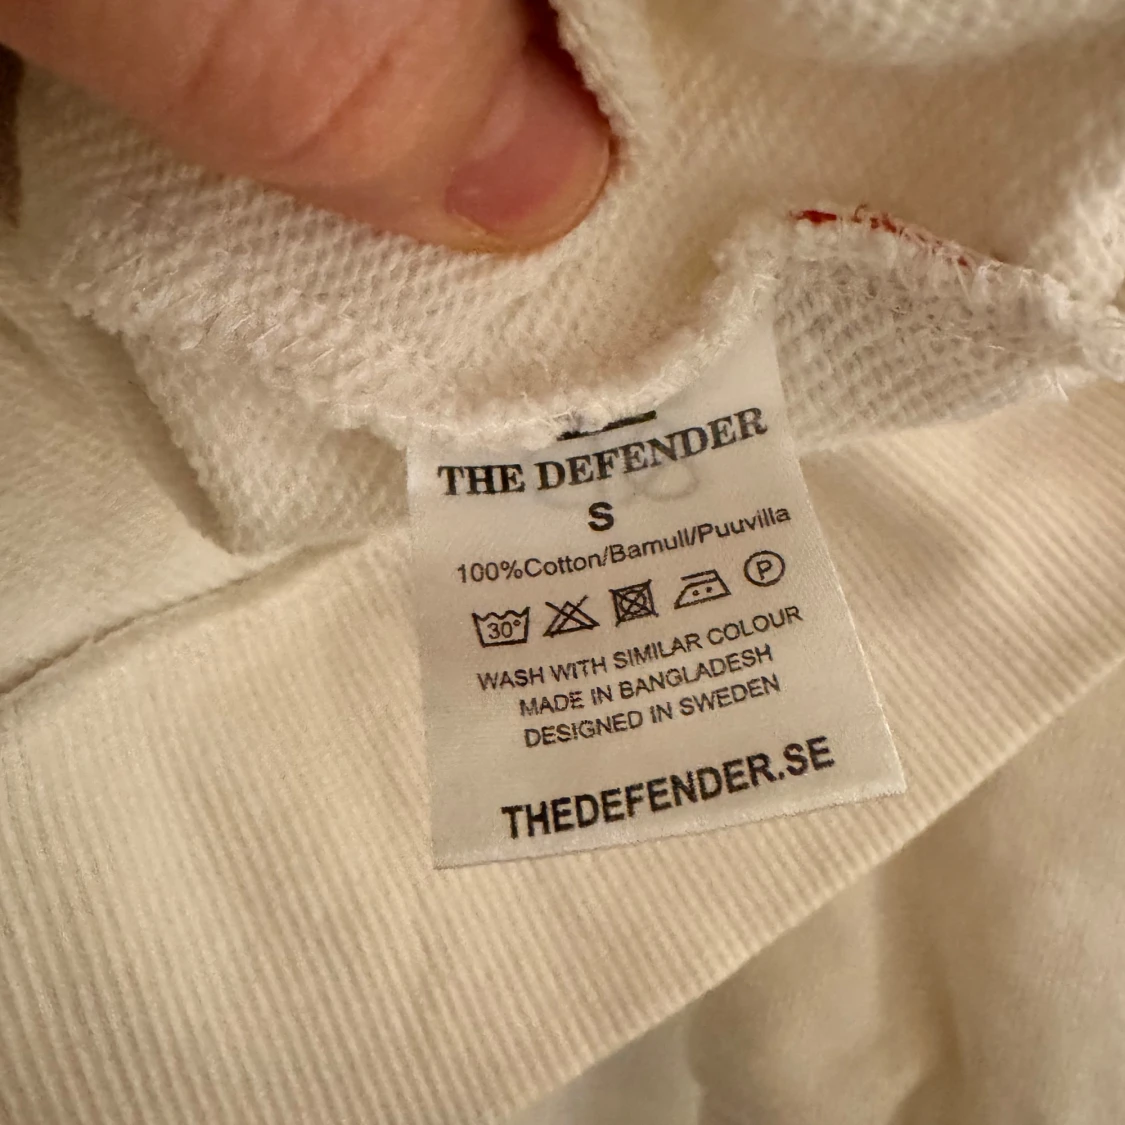 THE DEFENDER
S
100%Cotton/Bamull/Puuvilla
30°
P
WASH WITH SIMILAR COLOUR
MADE IN BANGLADESH
DESIGNED IN SWEDEN
THEDEFENDER.SE